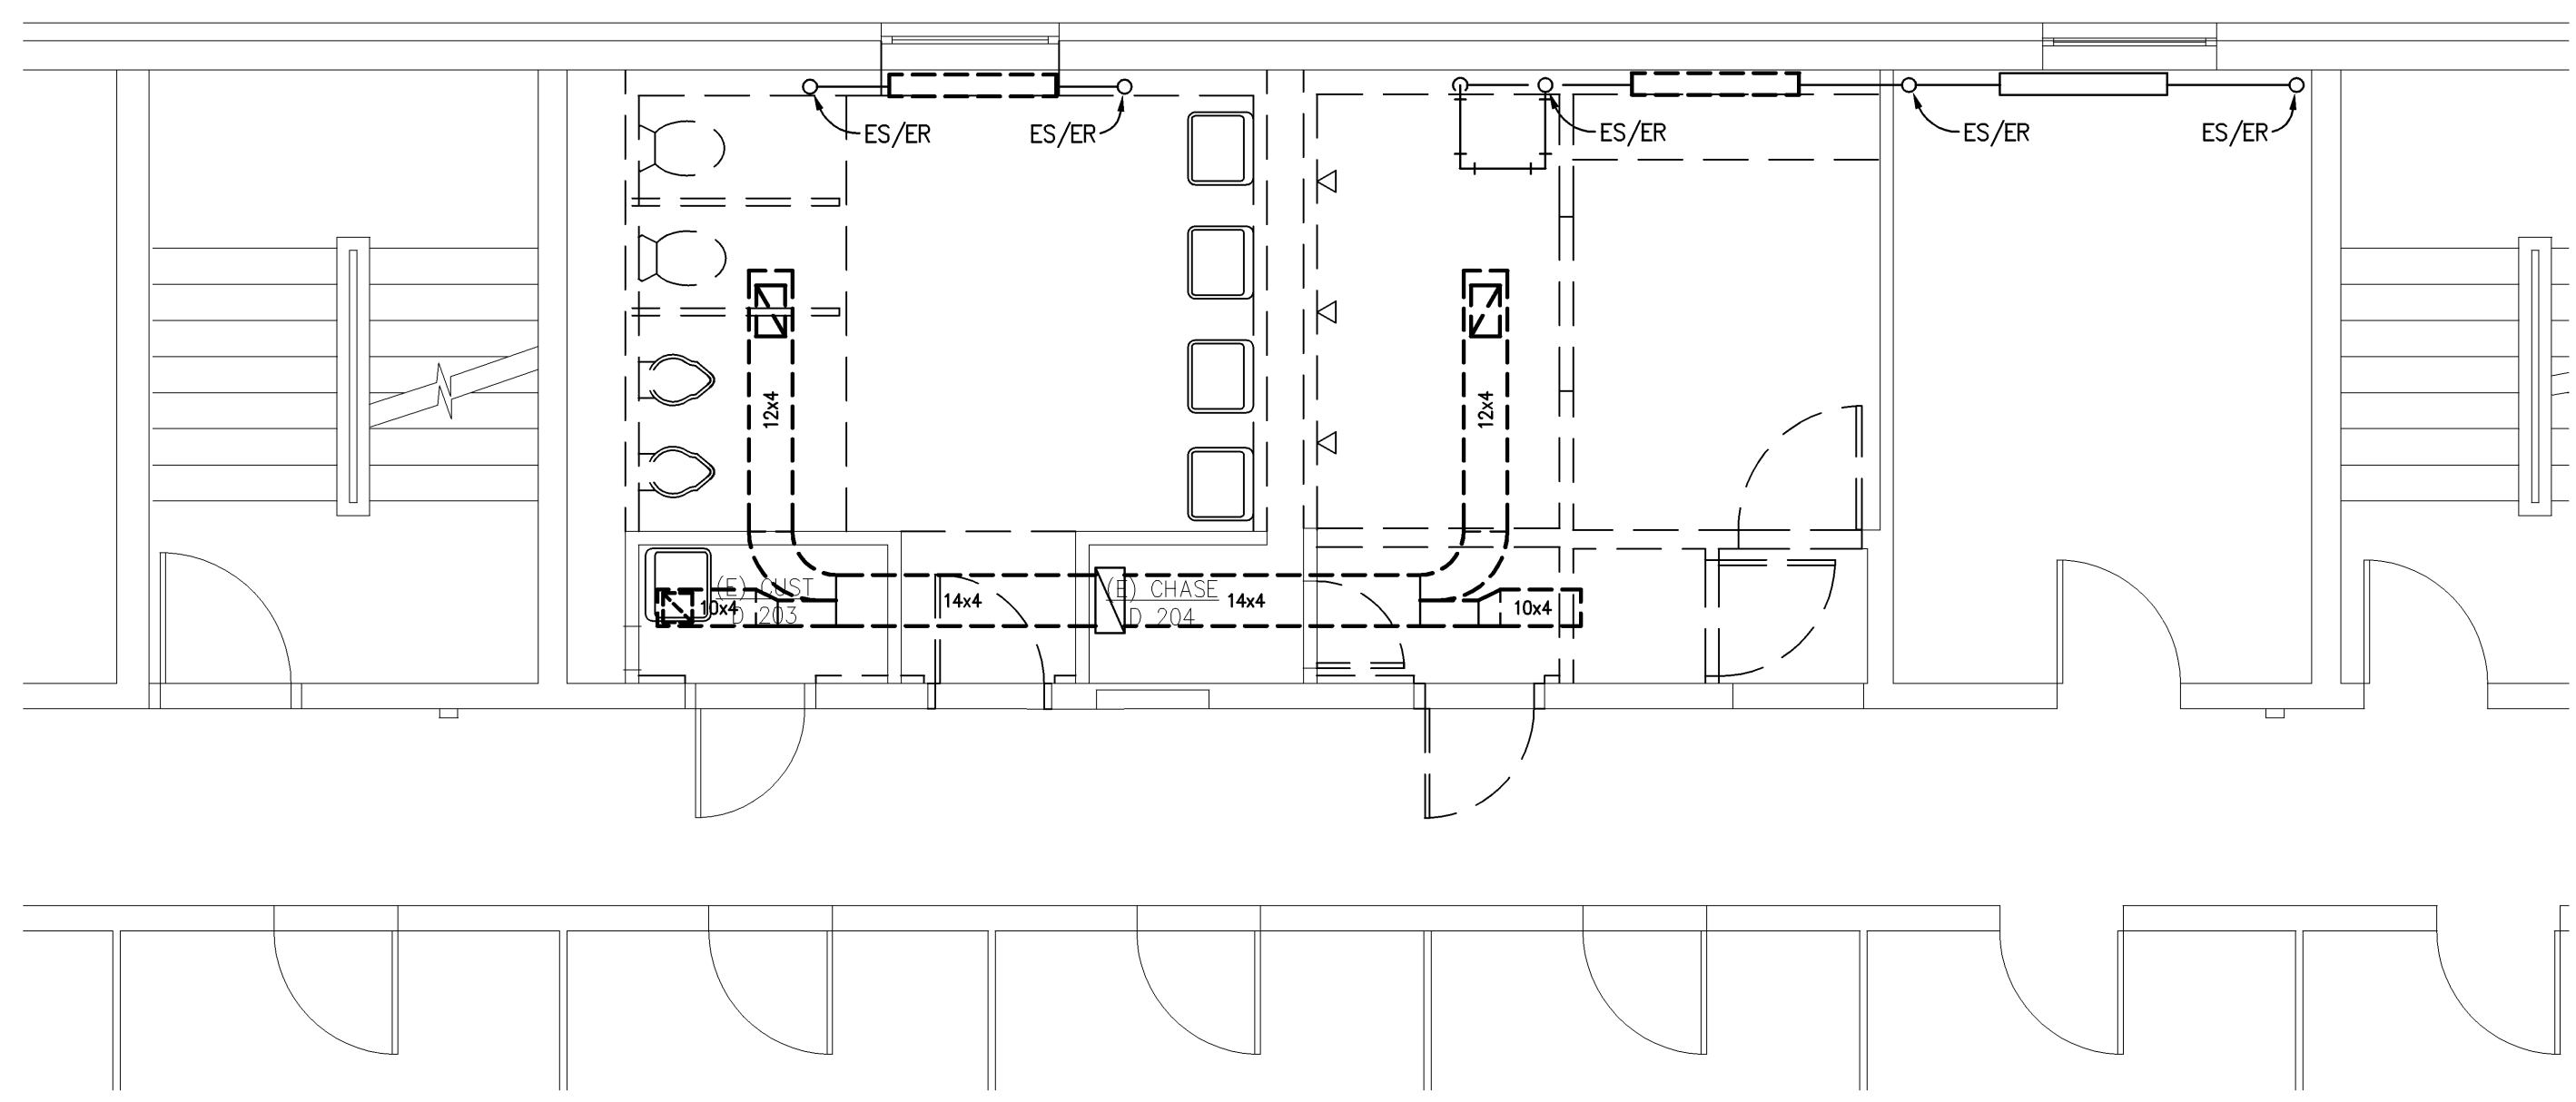 ES/ER
ES/ER
ES/ER
ES/ER
ES/ER
12x4
12x4
(E) CUST
D 203
10x4
14x4
(E) CHASE
D 204
14x4
10x4